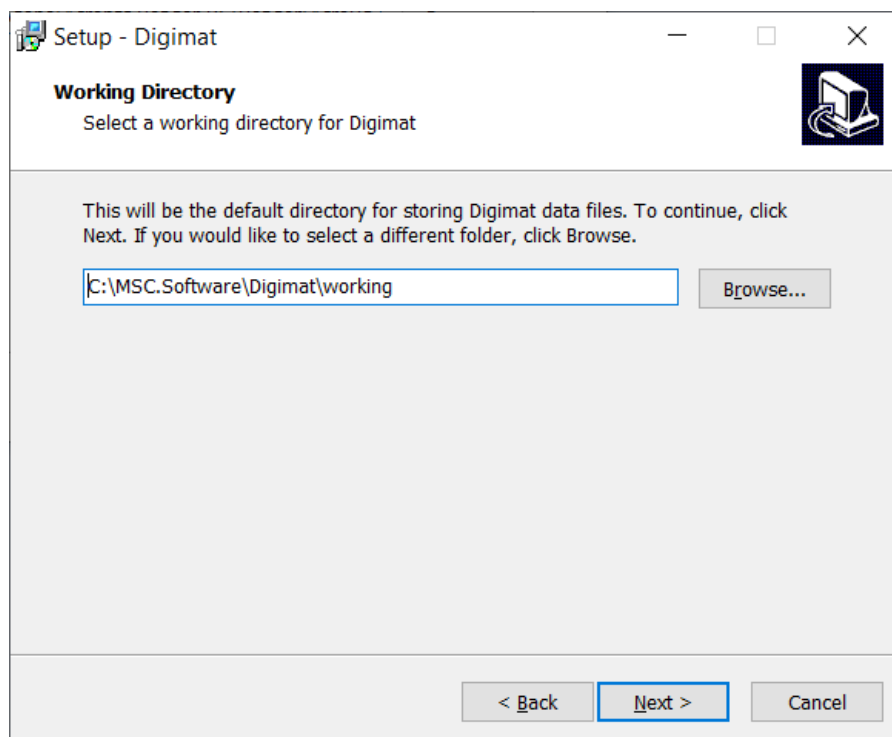 Setup - Digimat
Working Directory
Select a working directory for Digimat
This will be the default directory for storing Digimat data files. To continue, click
Next. If you would like to select a different folder, click Browse.
C:\MSC.Software\Digimat\working
Browse...
< Back
Next >
Cancel